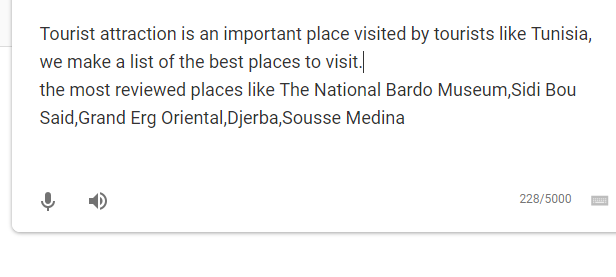 Tourist attraction is an important place visited by tourists like Tunisia,
we make a list of the best places to visit.
the most reviewed places like The National Bardo Museum,Sidi Bou
Said,Grand Erg Oriental,Djerba,Sousse Medina
228/5000